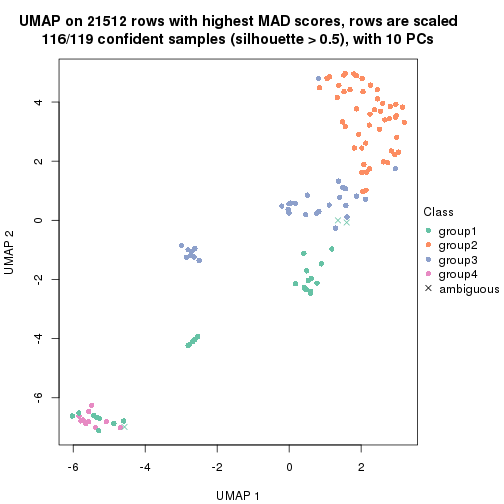 UMAP on 21512 rows with highest MAD scores, rows are scaled
116/119 confident samples (silhouette > 0.5), with 10 PCs
4
2
0
-2
-4
-6
UMAP 2
-6
-4
-2
0
2
UMAP 1
Class
group1
group2
group3
group4
ambiguous